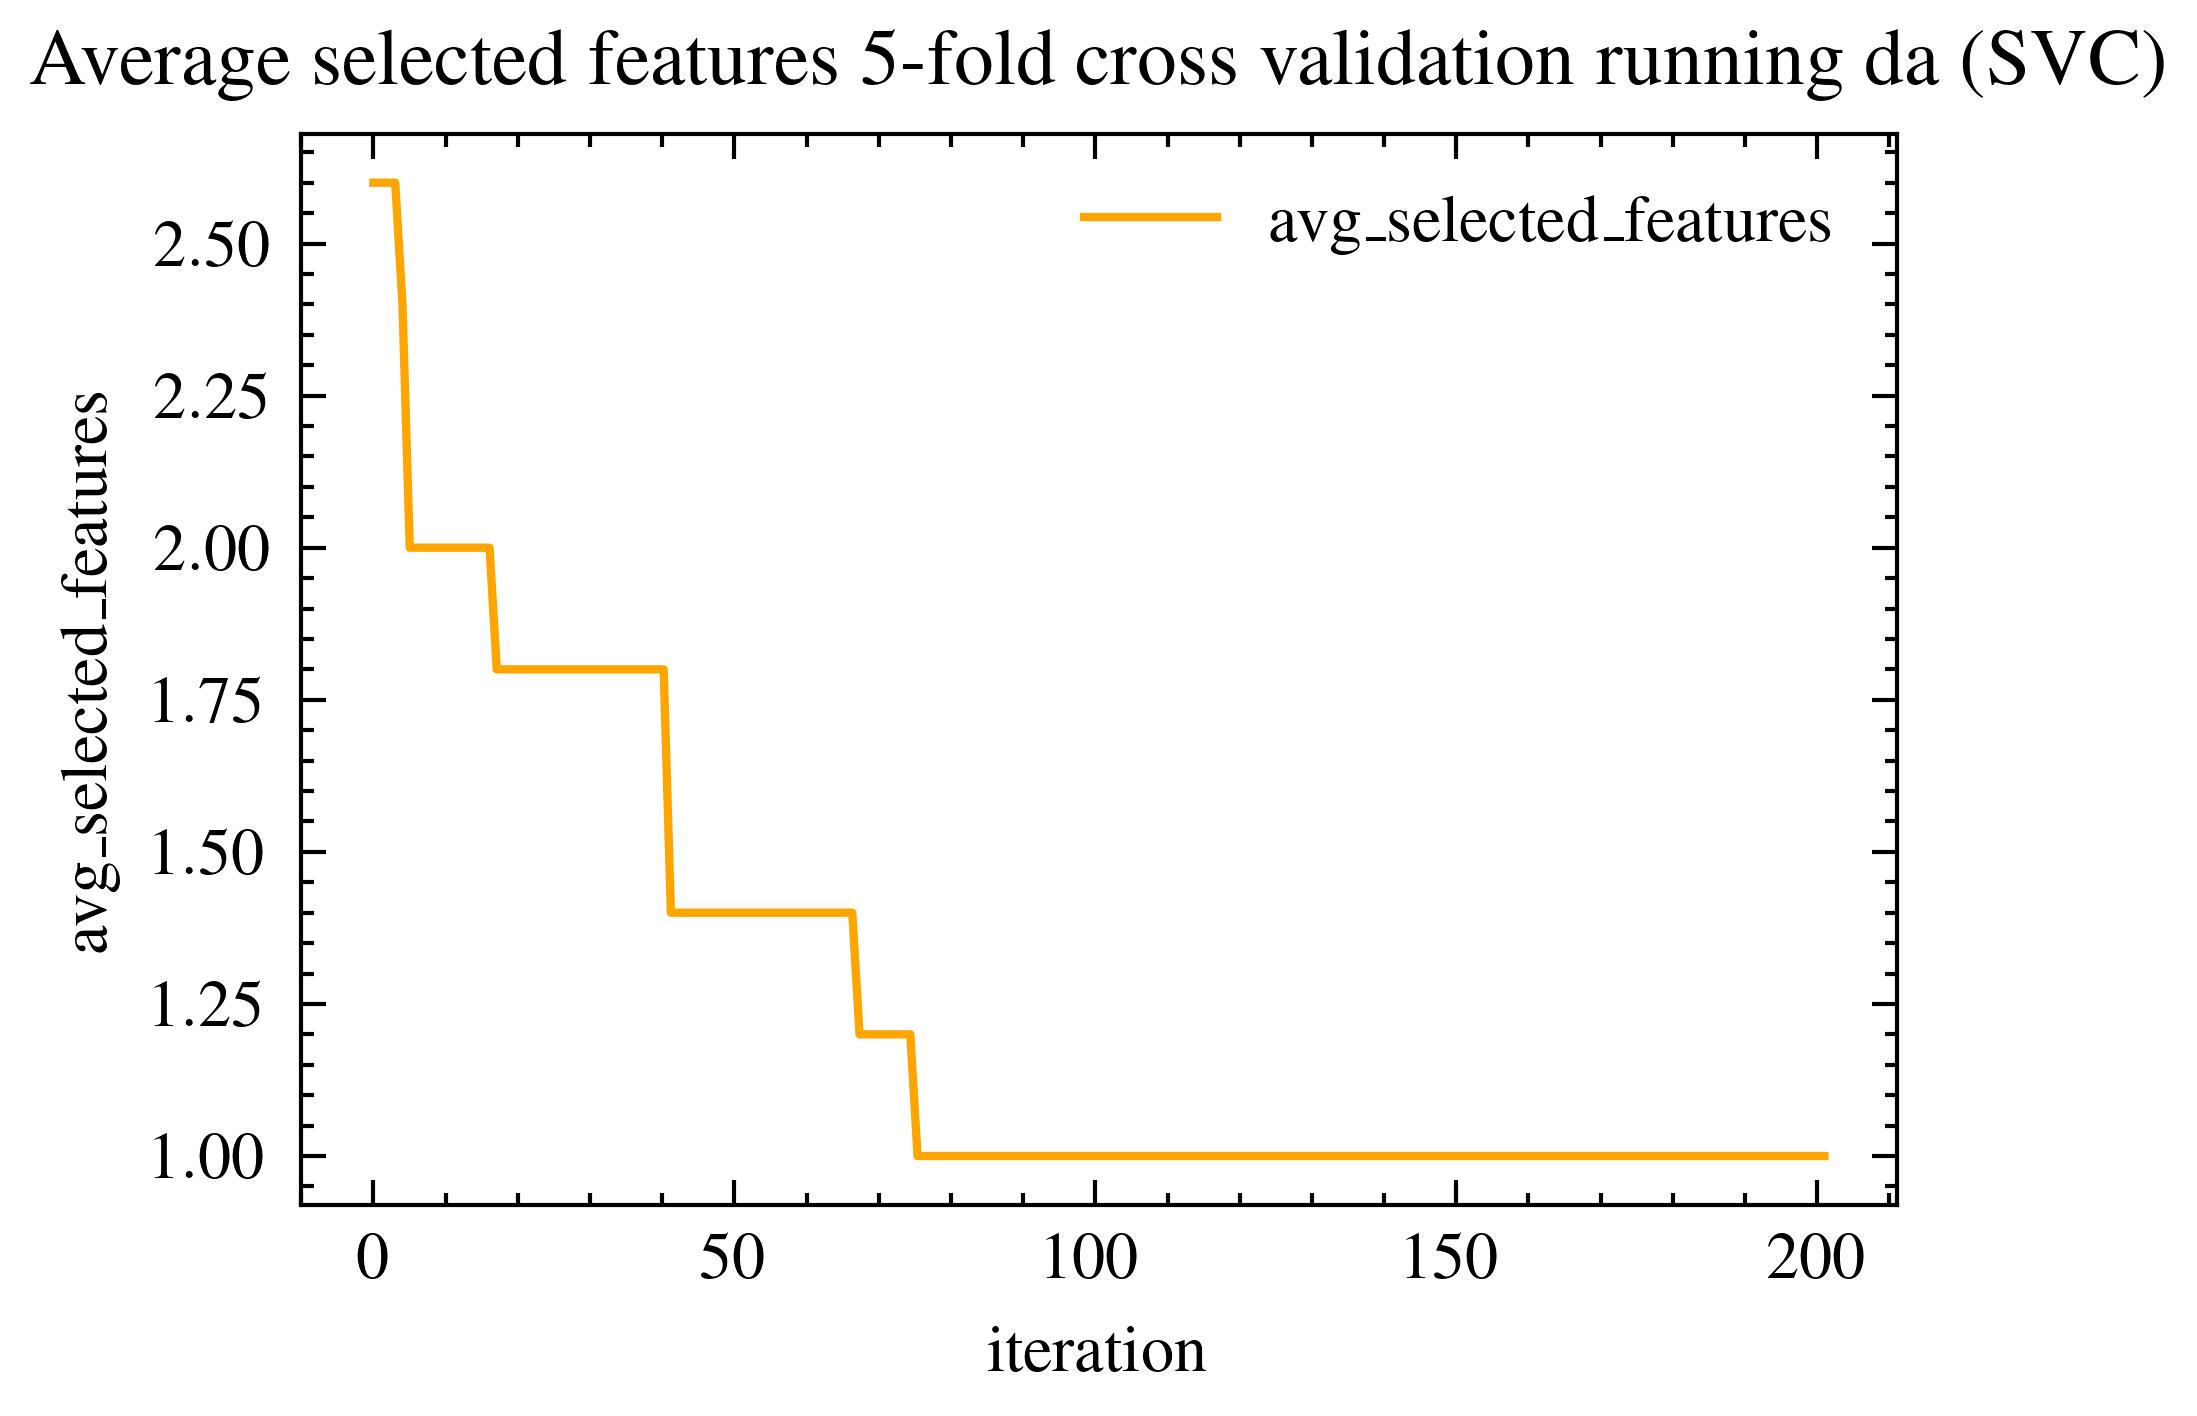 Average selected features 5-fold cross validation running da (SVC)
avg_selected_features
2.50
2.25
2.00
1.75
1.50
1.25
1.00
avg_selected_features
0 50 100 150 200
iteration